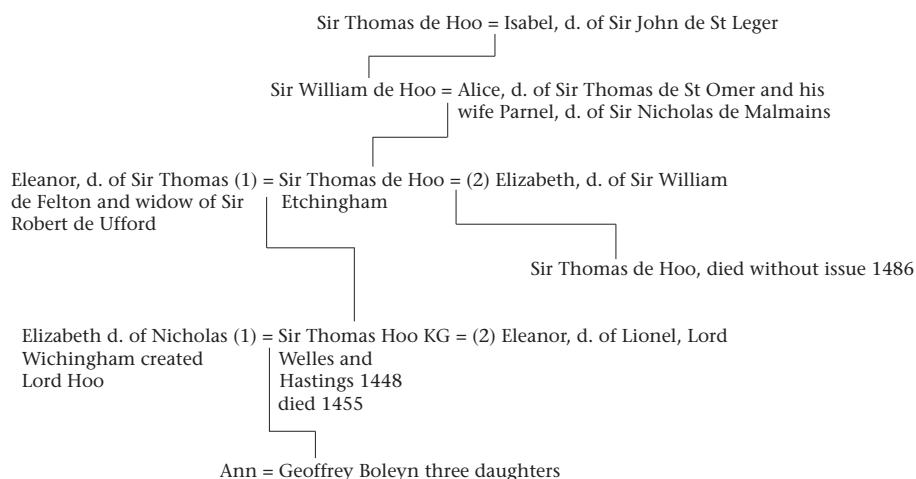 Sir Thomas de Hoo = Isabel, d. of Sir John de St Leger
Sir William de Hoo = Alice, d. of Sir Thomas de St Omer and his
wife Parnel, d. of Sir Nicholas de Malmains
Eleanor, d. of Sir Thomas (1) = Sir Thomas de Hoo = (2) Elizabeth, d. of Sir William
de Felton and widow of Sir Etchingham
Robert de Ufford
Sir Thomas de Hoo, died without issue 1486
Elizabeth d. of Nicholas (1) = Sir Thomas Hoo KG = (2) Eleanor, d. of Lionel, Lord
Wichingham created Welles and
Lord Hoo Hastings 1448
died 1455
Ann = Geoffrey Boleyn three daughters